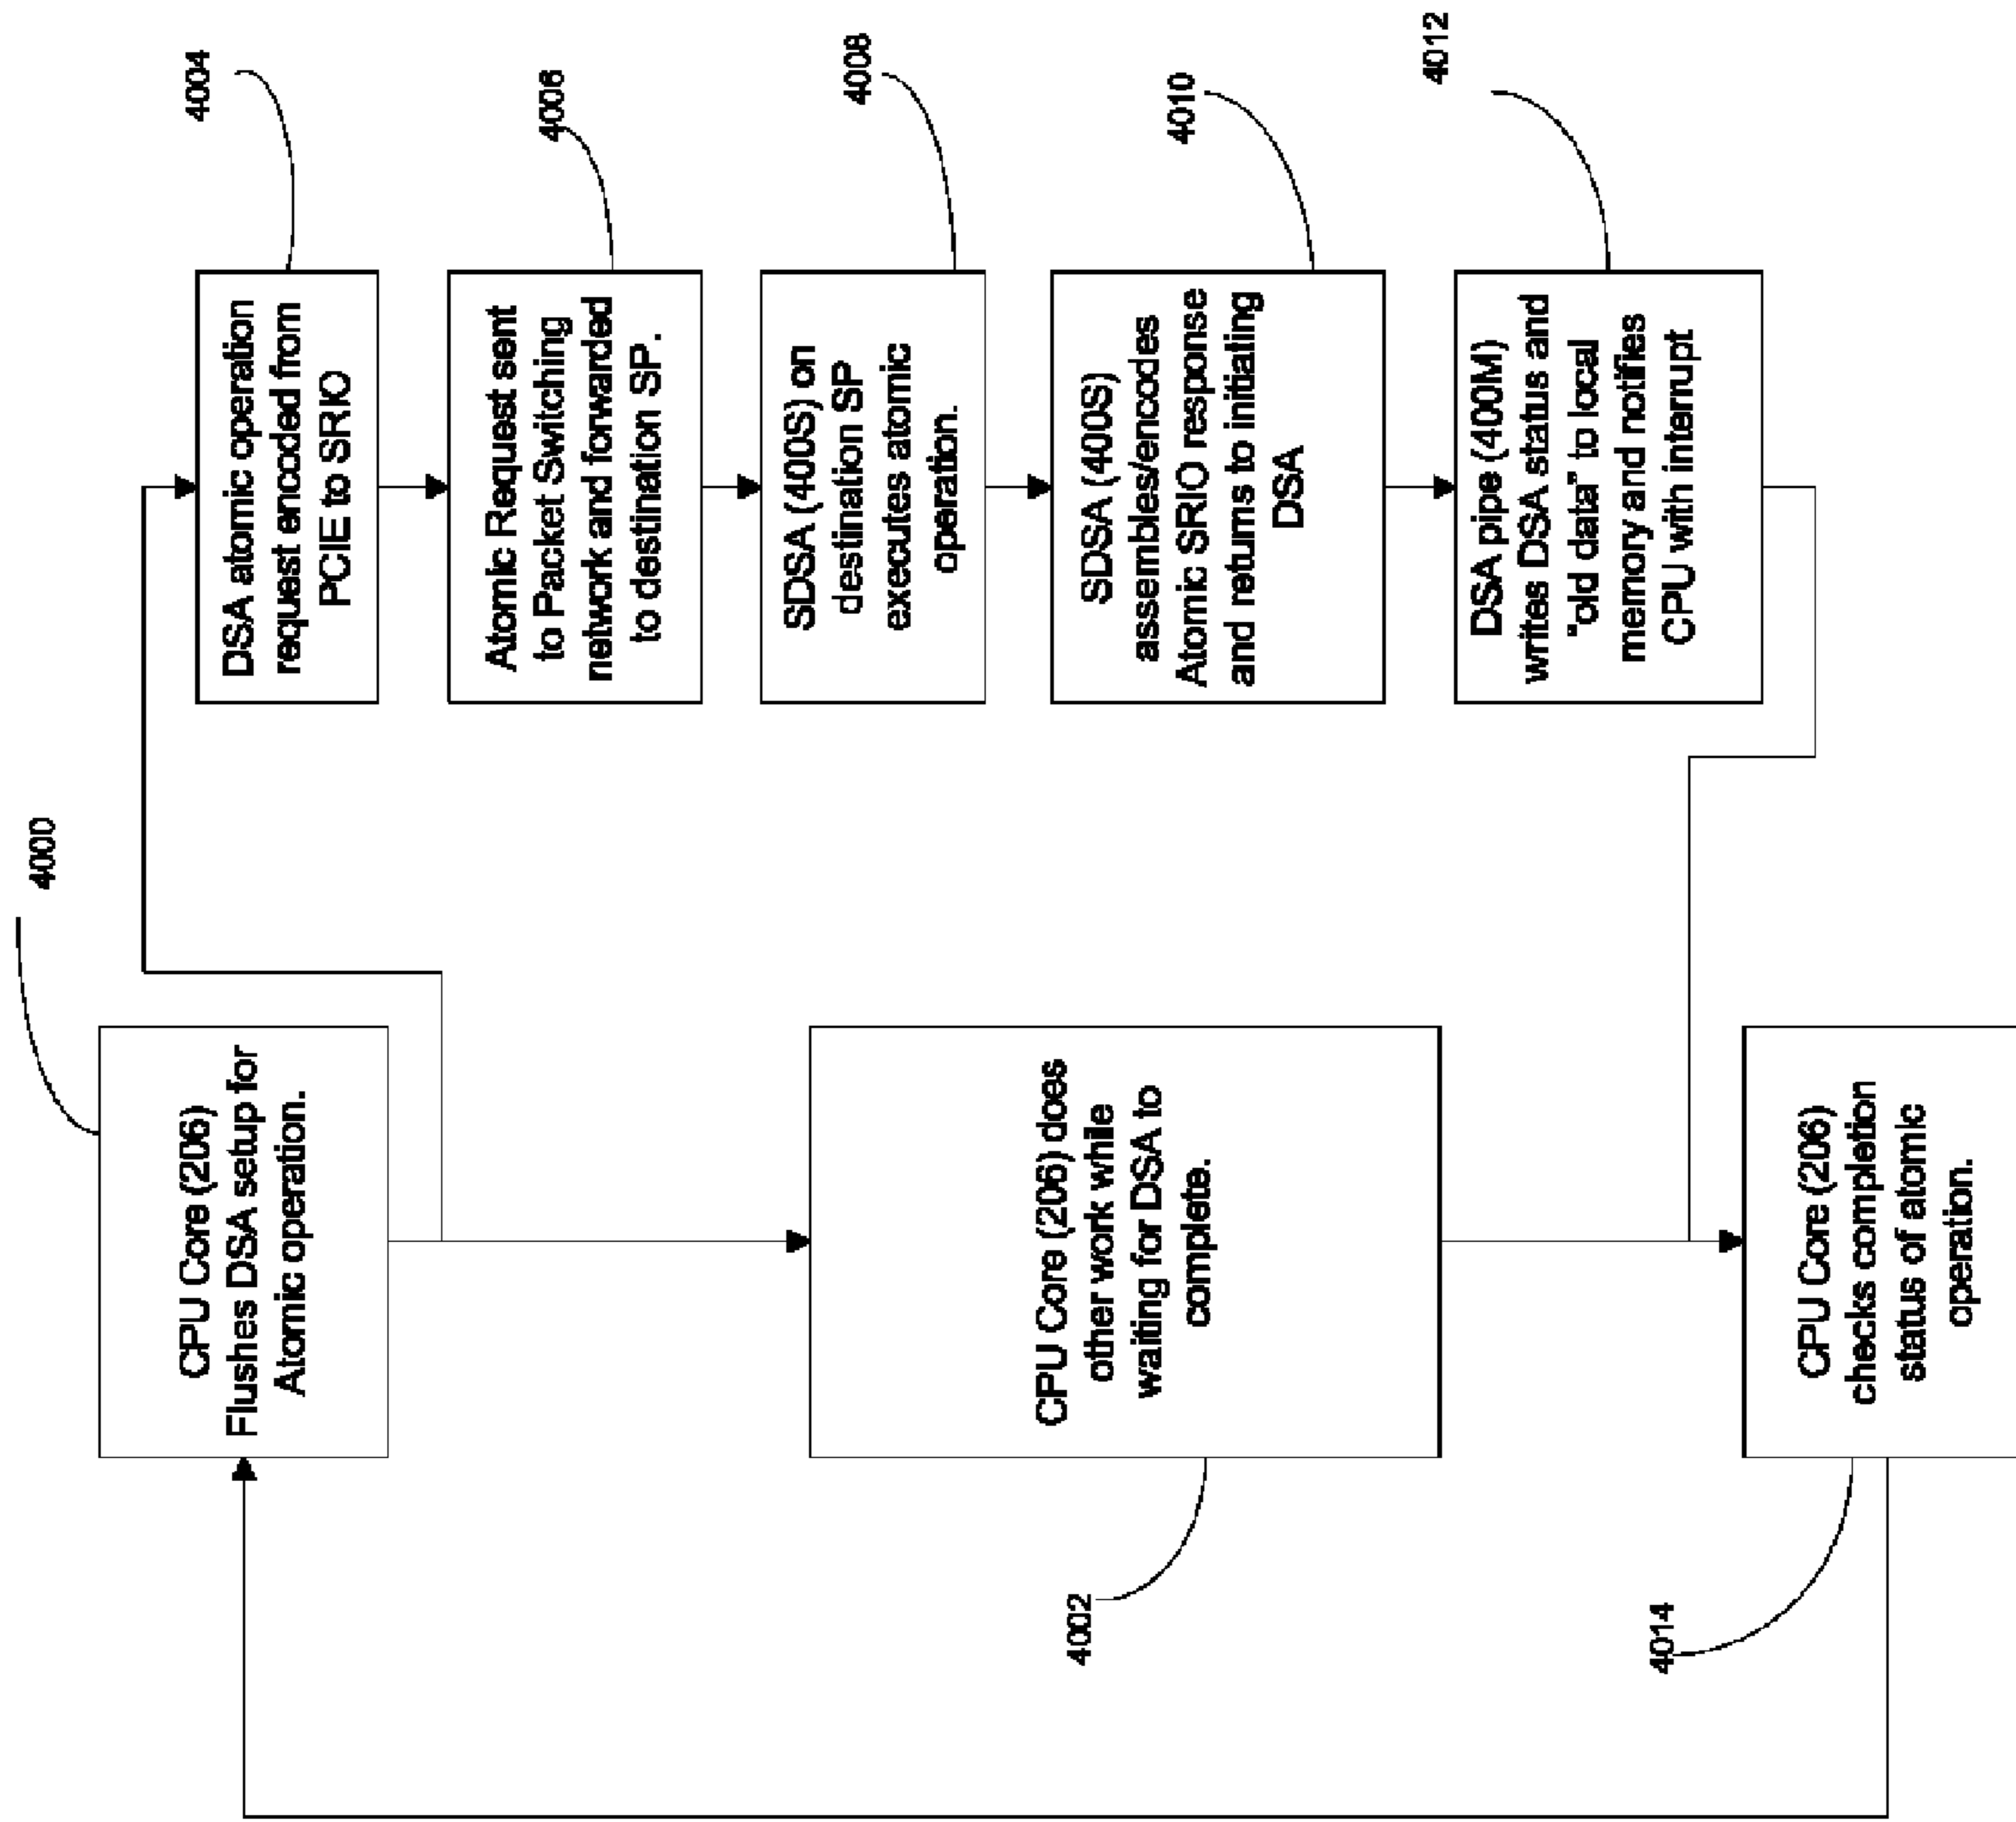 4000
CPU Core (206)
Flushes DSA setup for
Atomic operation.
4002
CPU Core (206) does
other work while
waiting for DSA to
complete.
4014
CPU Core (206)
checks completion
status of atomic
operation.
4004
DSA atomic operation
request encoded from
PCIE to SRIO
4006
Atomic Request sent
to Packet Switching
network and forwarded
to destination SP.
4008
SDSA (400S) on
destination SP
executes atomic
operation.
4010
SDSA (400S)
assembles/encodes
Atomic SRIO response
and returns to initiating
DSA
4012
DSA pipe (400M)
writes DSA status and
"old data" to local
memory and notifies
CPU with interrupt